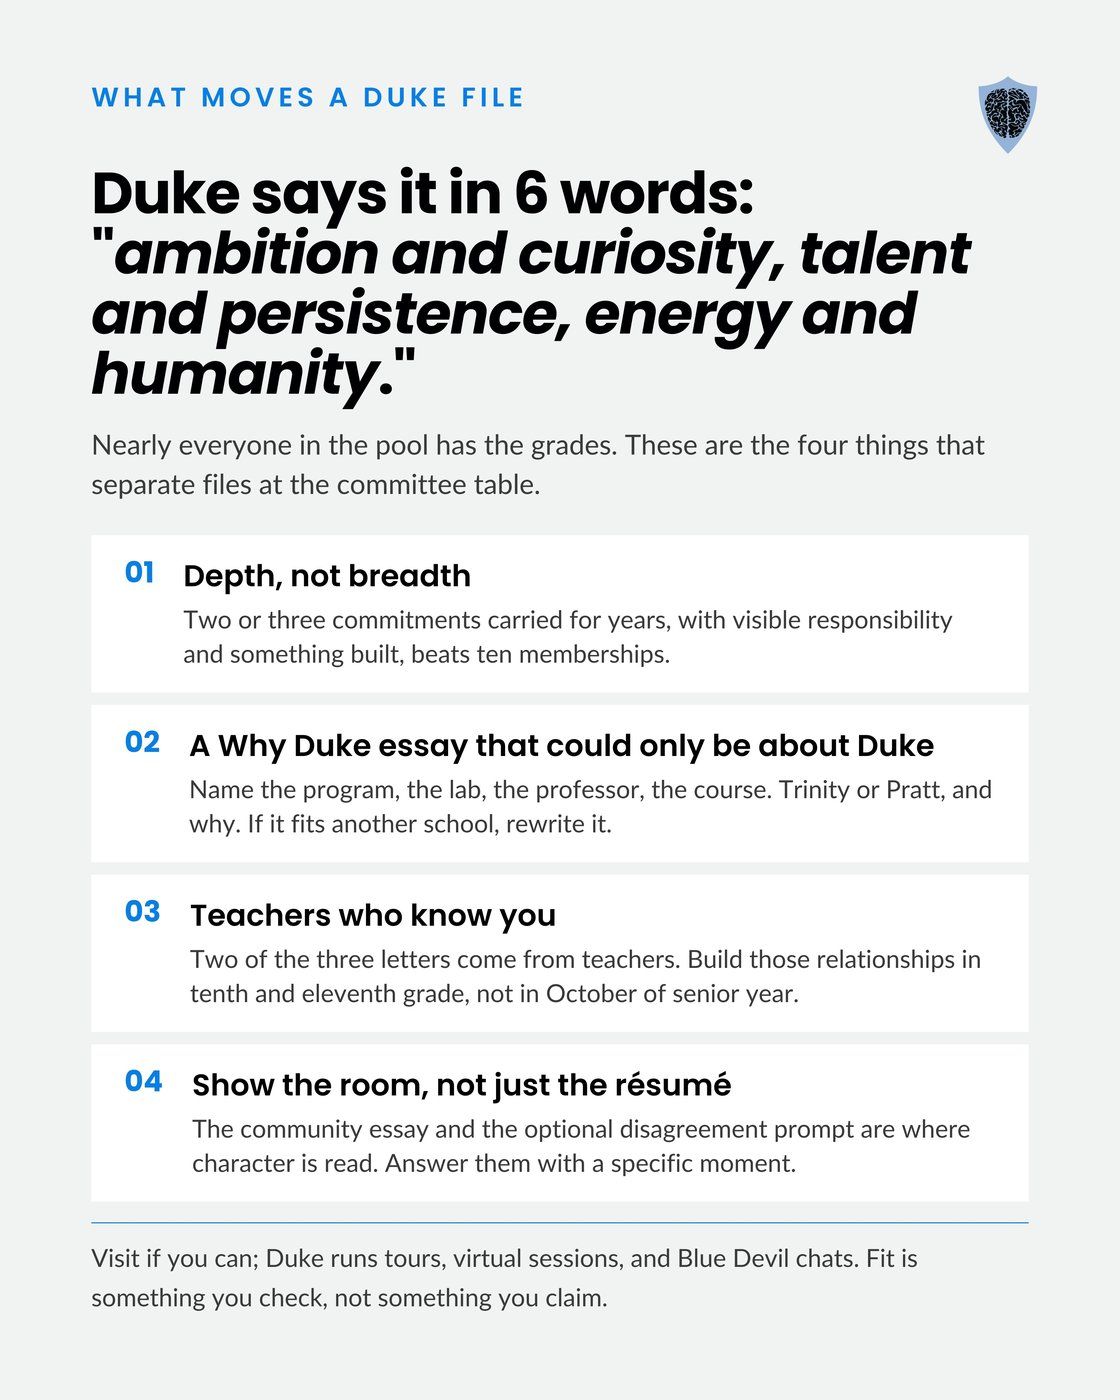 WHAT MOVES A DUKE FILE
Duke says it in 6 words:
"ambition and curiosity, talent
and persistence, energy and
humanity."
Nearly everyone in the pool has the grades. These are the four things that
separate files at the committee table.
01 Depth, not breadth
Two or three commitments carried for years, with visible responsibility
and something built, beats ten memberships.
02 A Why Duke essay that could only be about Duke
Name the program, the lab, the professor, the course. Trinity or Pratt, and
why. If it fits another school, rewrite it.
03 Teachers who know you
Two of the three letters come from teachers. Build those relationships in
tenth and eleventh grade, not in October of senior year.
04 Show the room, not just the résumé
The community essay and the optional disagreement prompt are where
character is read. Answer them with a specific moment.
Visit if you can; Duke runs tours, virtual sessions, and Blue Devil chats. Fit is
something you check, not something you claim.